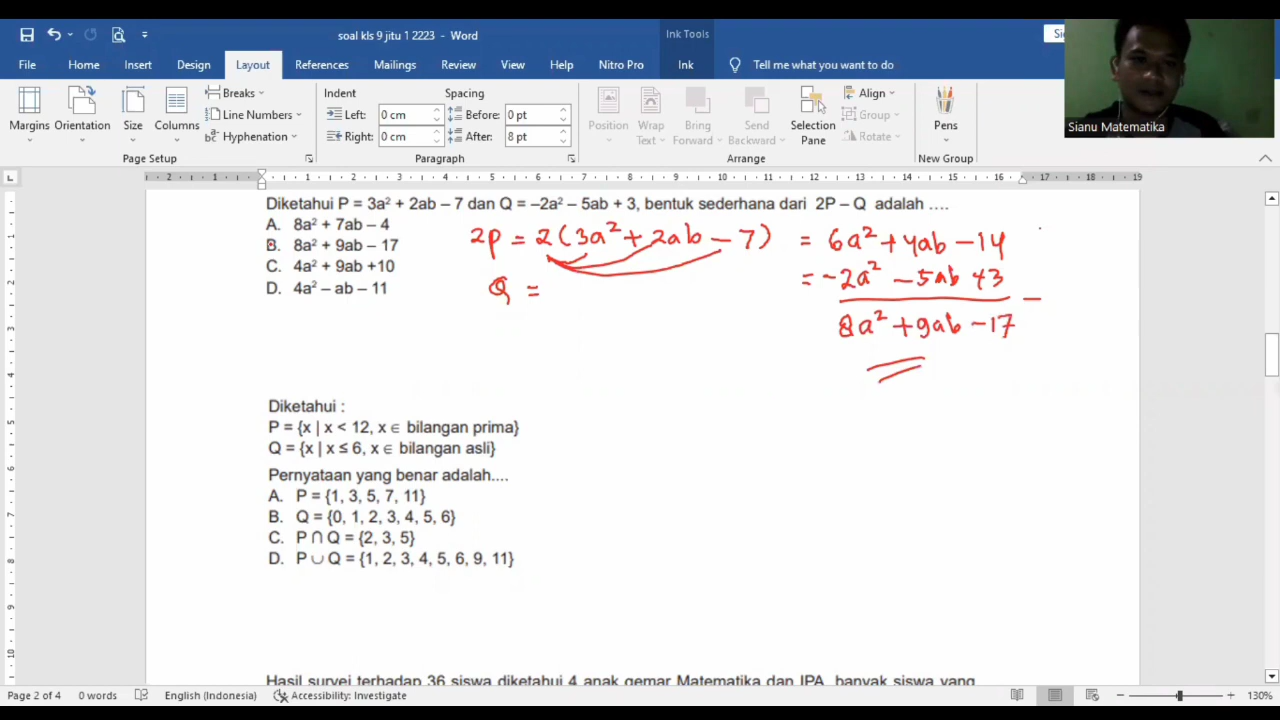 soal kls 9 jitu 1 2223 - Word
Ink Tools
File Home Insert Design Layout References Mailings Review View Help Nitro Pro Ink Tell me what you want to do
Margins Orientation Size Columns
Breaks
Line Numbers
Hyphenation
Page Setup
Indent Spacing
Left: 0 cm Before: 0 pt
Right: 0 cm After: 8 pt
Paragraph
Position Wrap Text Bring Forward Send Backward Selection Pane
Align
Group
Rotate
Arrange
Pens
New Group
Sianu Matematika
Diketahui P = 3a² + 2ab – 7 dan Q = –2a² – 5ab + 3, bentuk sederhana dari 2P – Q adalah ….
A. 8a² + 7ab – 4
B. 8a² + 9ab – 17
C. 4a² + 9ab +10
D. 4a² – ab – 11
2P = 2(3a² + 2ab – 7) = 6a² + 4ab – 14
Q = = -2a² – 5ab + 3
8a² + 9ab – 17
Diketahui :
P = {x | x < 12, x ∈ bilangan prima}
Q = {x | x ≤ 6, x ∈ bilangan asli}
Pernyataan yang benar adalah....
A. P = {1, 3, 5, 7, 11}
B. Q = {0, 1, 2, 3, 4, 5, 6}
C. P ∩ Q = {2, 3, 5}
D. P ∪ Q = {1, 2, 3, 4, 5, 6, 9, 11}
Hasil survei terhadap 36 siswa diketahui 4 anak gemar Matematika dan IPA, banyak siswa yang
Page 2 of 4 0 words English (Indonesia) Accessibility: Investigate 130%